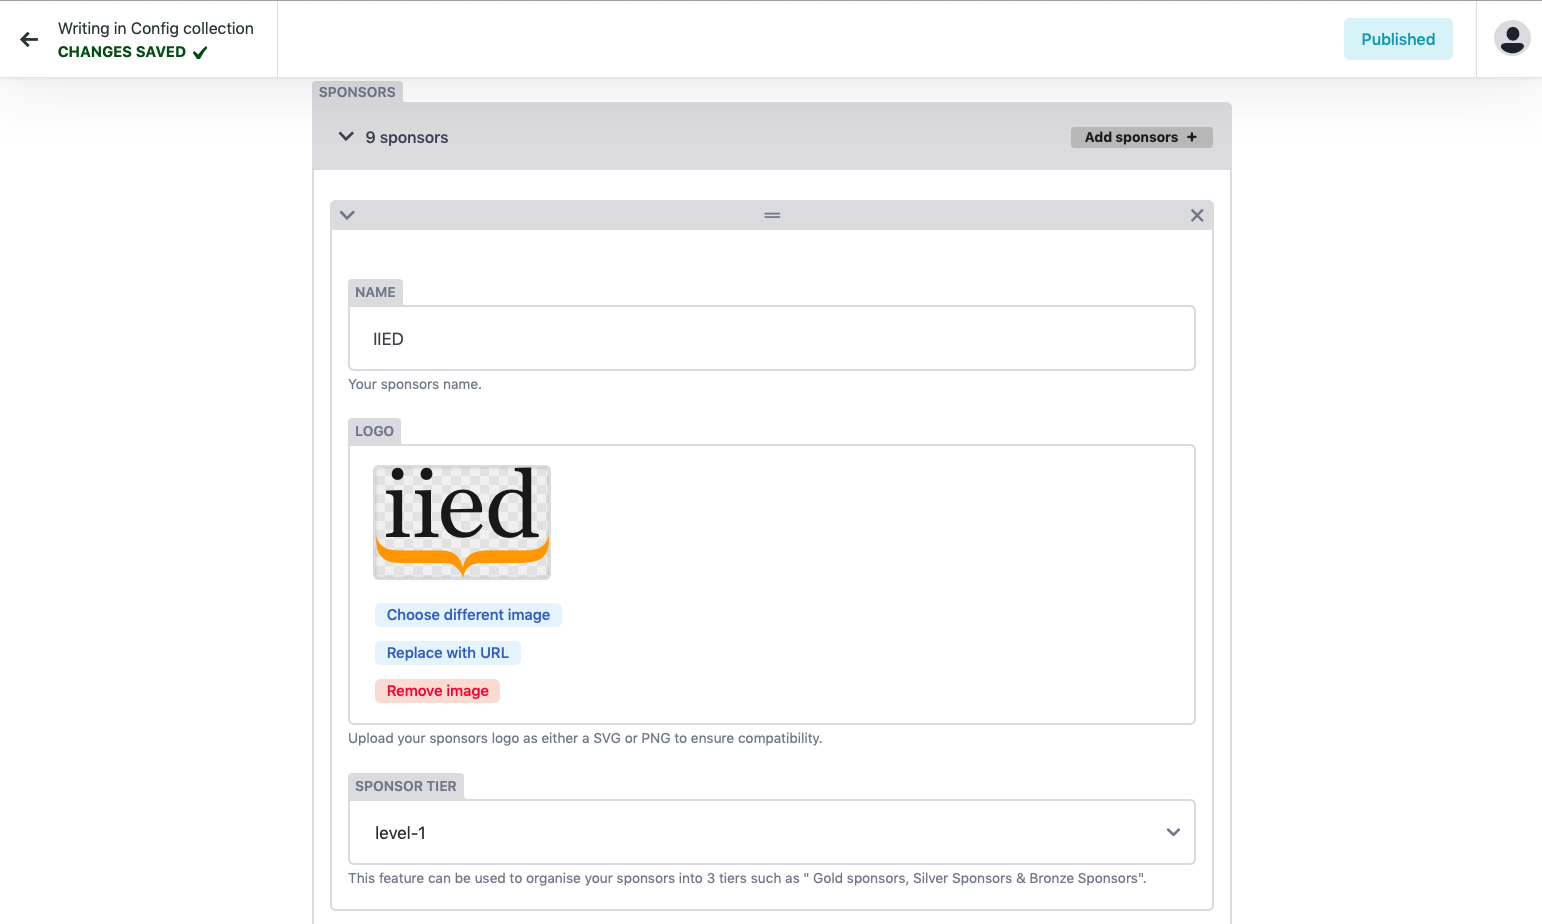 Writing in Config collection
CHANGES SAVED
Published
SPONSORS
9 sponsors
Add sponsors +
NAME
IIED
Your sponsors name.
LOGO
iied
Choose different image
Replace with URL
Remove image
Upload your sponsors logo as either a SVG or PNG to ensure compatibility.
SPONSOR TIER
level-1
This feature can be used to organise your sponsors into 3 tiers such as " Gold sponsors, Silver Sponsors & Bronze Sponsors".